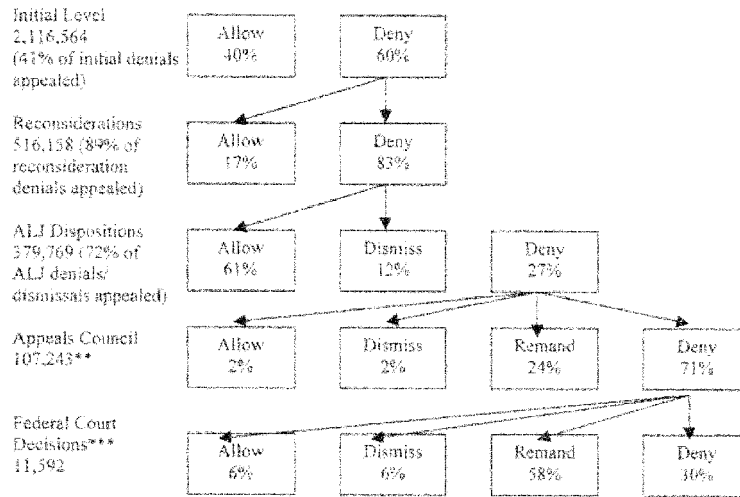 Initial Level
2,116,564
(41% of initial denials
appealed)
Allow
40%
Deny
60%
Reconsiderations
516,158 (89% of
reconsideration
denials appealed)
Allow
17%
Deny
83%
ALJ Dispositions
379,769 (72% of
ALJ denials/
dismissals appealed)
Allow
61%
Dismiss
12%
Deny
27%
Appeals Council
107,243**
Allow
2%
Dismiss
2%
Remand
24%
Deny
71%
Federal Court
Decisions***
11,592
Allow
6%
Dismiss
6%
Remand
58%
Deny
30%